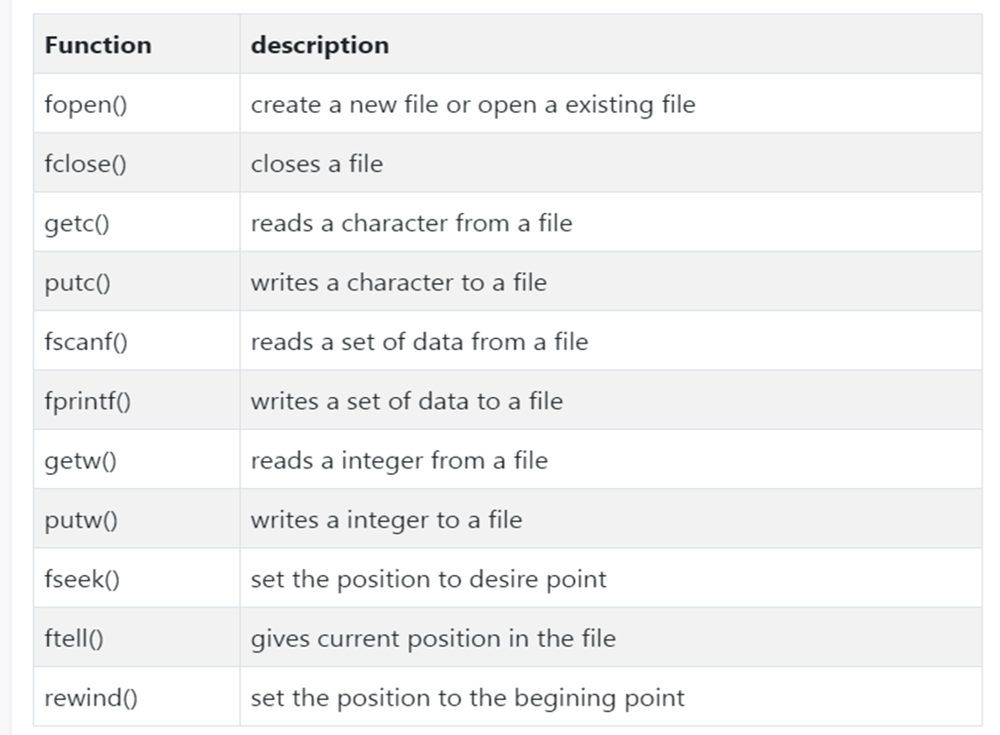 Function description
fopen() create a new file or open a existing file
fclose() closes a file
getc() reads a character from a file
putc() writes a character to a file
fscanf() reads a set of data from a file
fprintf() writes a set of data to a file
getw() reads a integer from a file
putw() writes a integer to a file
fseek() set the position to desire point
ftell() gives current position in the file
rewind() set the position to the begining point